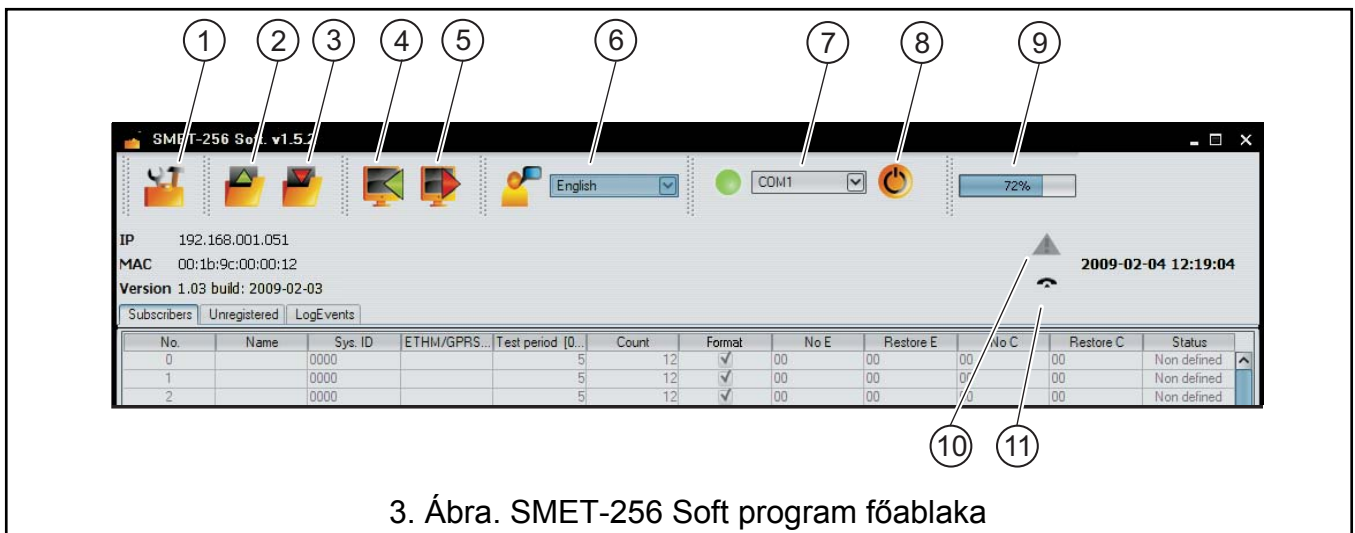 1 2 3 4 5 6 7 8 9
SMET-256 Soft. v1.5.2
English COM1 72%
IP 192.168.001.051
MAC 00:1b:9c:00:00:12 2009-02-04 12:19:04
Version 1.03 build: 2009-02-03
Subscribers Unregistered LogEvents
No. Name Sys. ID ETHM/GPRS... Test period [0... Count Format No E Restore E No C Restore C Status
0 0000 5 12 00 00 00 00 Non defined
1 0000 5 12 00 00 00 00 Non defined
2 0000 5 12 00 00 00 00 Non defined
10 11
3. Ábra. SMET-256 Soft program főablaka